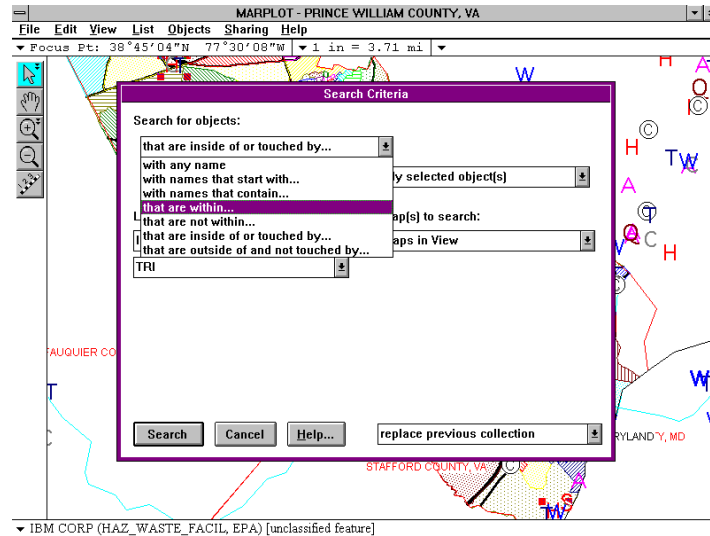 MARPLOT - PRINCE WILLIAM COUNTY, VA
File Edit View List Objects Sharing Help
Focus Pt: 38°45'04"N 77°30'08"W 1 in = 3.71 mi
Search Criteria
Search for objects:
that are inside of or touched by...
with any name
with names that start with...
with names that contain...
that are within...
that are not within...
that are inside of or touched by...
that are outside of and not touched by...
y selected object(s)
ap(s) to search:
aps in View
TRI
Search Cancel Help... replace previous collection
FAUQUIER CO
RYLAND Y, MD
STAFFORD COUNTY, VA
W
H A
Q
©
©
H
TW
A
T
C
H
W
T
C
IBM CORP (HAZ_WASTE_FACIL, EPA) [unclassified feature]